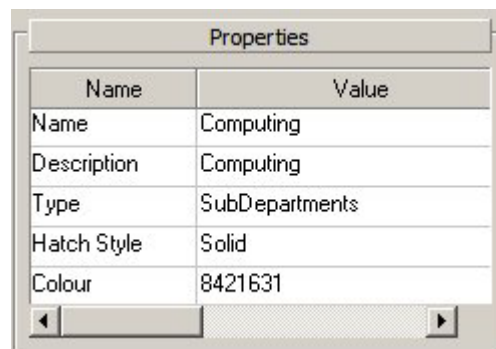 Properties
Name Value
Name Computing
Description Computing
Type SubDepartments
Hatch Style Solid
Colour 8421631